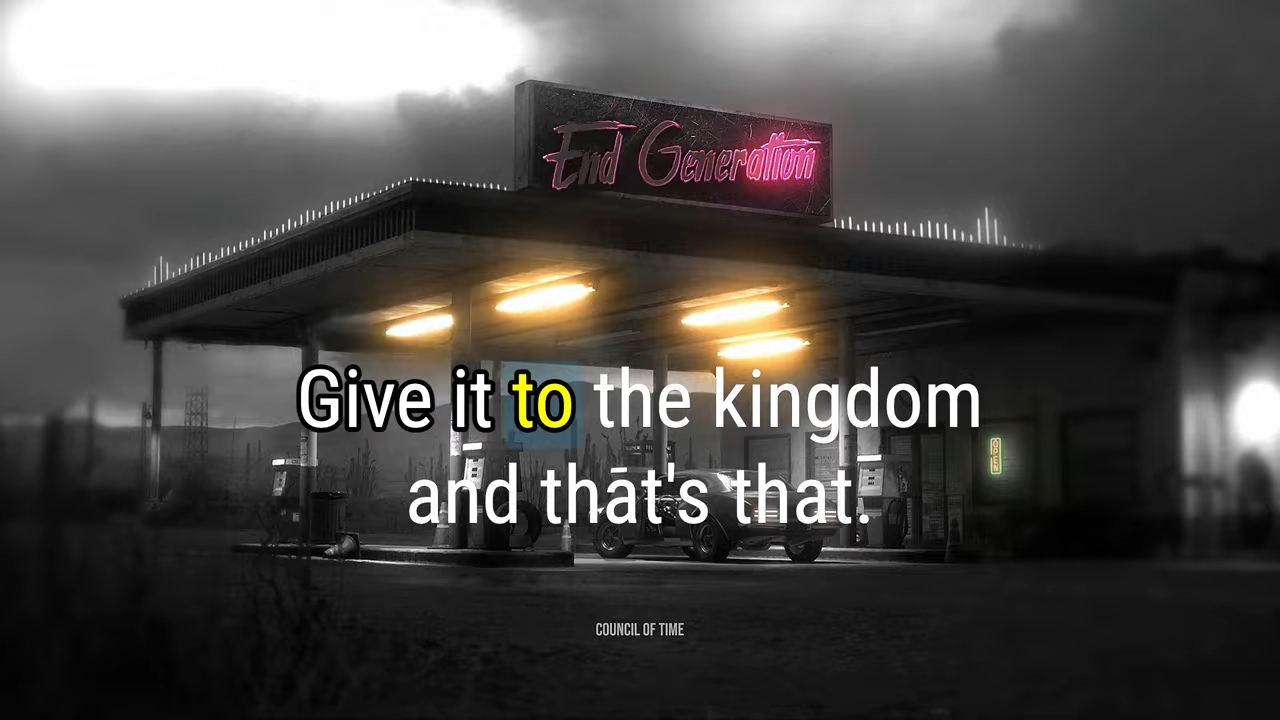 End Generation
Give it to the kingdom
OPEN
and that's that.
COUNCIL OF TIME